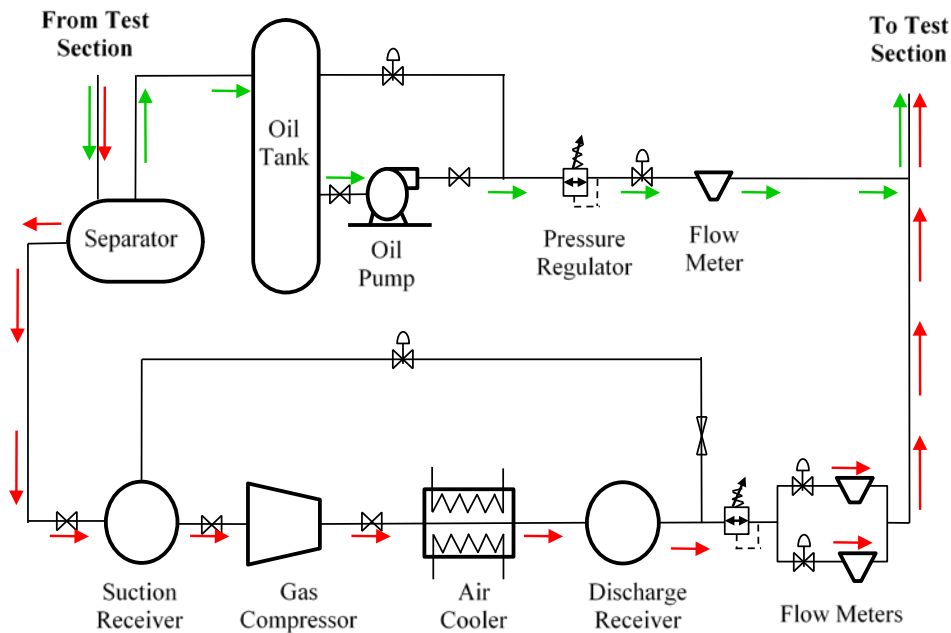 From Test
Section
To Test
Section
Oil
Tank
Separator
Oil
Pump
Pressure
Regulator
Flow
Meter
Suction
Receiver
Gas
Compressor
Air
Cooler
Discharge
Receiver
Flow Meters